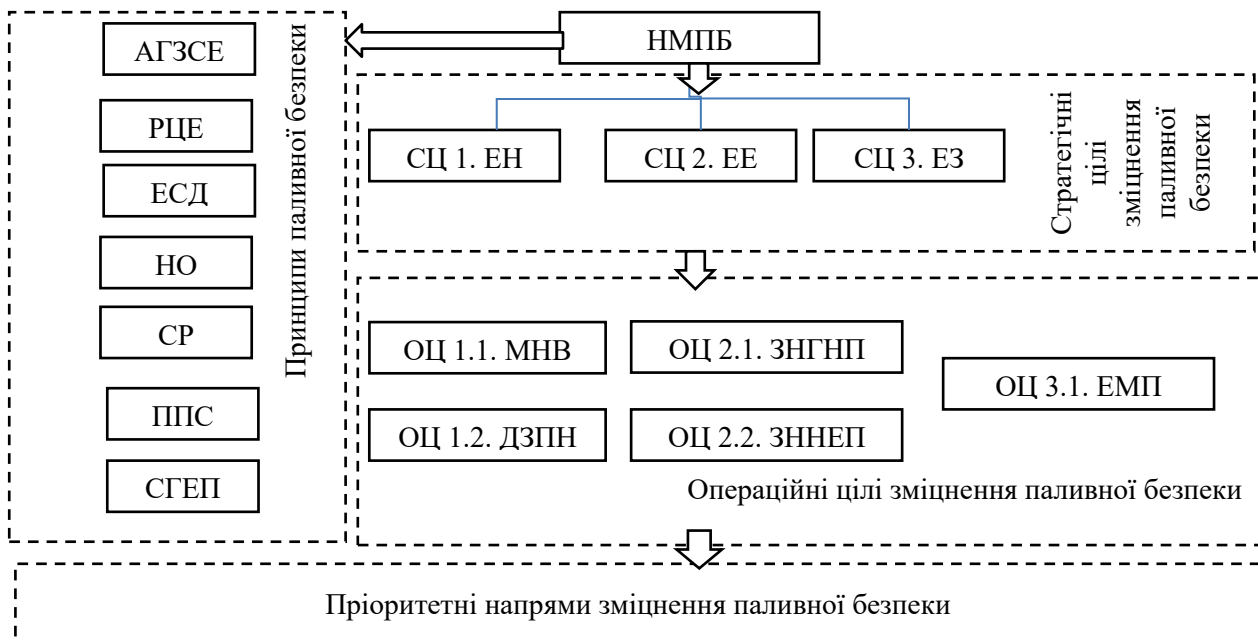 НМПБ
АГЗСЕ
РЦЕ
ЕСД
НО
СР
ППС
СГЕП
Принципи паливної безпеки
СЦ 1. ЕН
СЦ 2. ЕЕ
СЦ 3. ЕЗ
Стратегічні
цілі
зміцнення
паливної
безпеки
ОЦ 1.1. МНВ
ОЦ 2.1. ЗНГНП
ОЦ 3.1. ЕМП
ОЦ 1.2. ДЗПН
ОЦ 2.2. ЗННЕП
Операційні цілі зміцнення паливної безпеки
Пріоритетні напрями зміцнення паливної безпеки